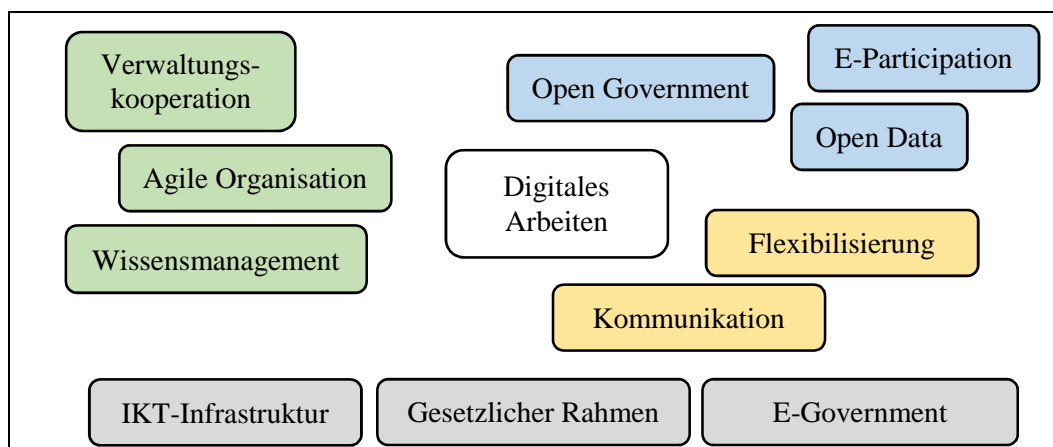 Verwaltungs-
kooperation
Open Government
E-Participation
Open Data
Agile Organisation
Digitales
Arbeiten
Wissensmanagement
Flexibilisierung
Kommunikation
IKT-Infrastruktur
Gesetzlicher Rahmen
E-Government